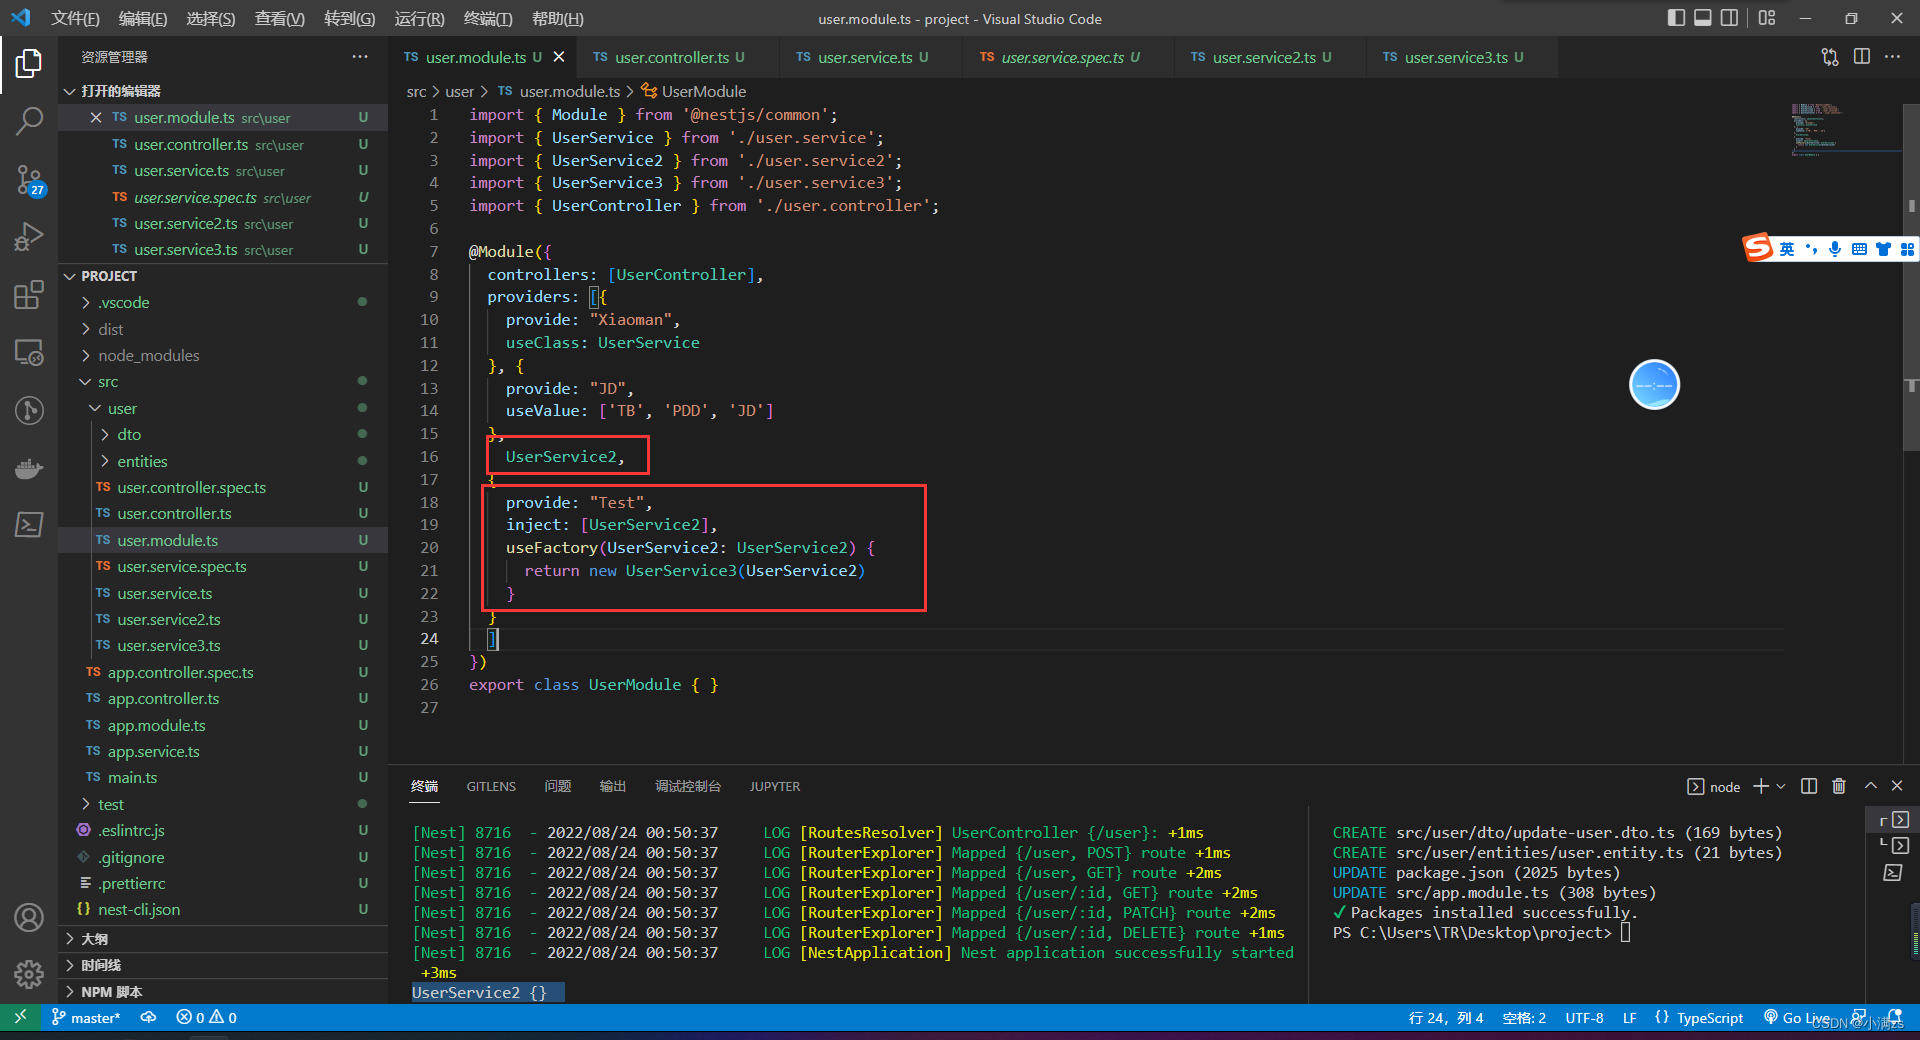 文件(F) 编辑(E) 选择(S) 查看(V) 转到(G) 运行(R) 终端(T) 帮助(H) user.module.ts - project - Visual Studio Code
资源管理器
打开的编辑器
TS user.module.ts src\user U
TS user.controller.ts src\user U
TS user.service.ts src\user U
TS user.service.spec.ts src\user U
TS user.service2.ts src\user U
TS user.service3.ts src\user U
PROJECT
.vscode
dist
node_modules
src
user
dto
entities
TS user.controller.spec.ts U
TS user.controller.ts U
TS user.module.ts U
TS user.service.spec.ts U
TS user.service.ts U
TS user.service2.ts U
TS user.service3.ts U
TS app.controller.spec.ts U
TS app.controller.ts U
TS app.module.ts U
TS app.service.ts U
TS main.ts U
test
.eslintrc.js U
.gitignore U
.prettierrc U
{} nest-cli.json U
大纲
时间线
NPM 脚本
27
TS user.module.ts U TS user.controller.ts U TS user.service.ts U TS user.service.spec.ts U TS user.service2.ts U TS user.service3.ts U
src > user > TS user.module.ts > UserModule
1 import { Module } from '@nestjs/common';
2 import { UserService } from './user.service';
3 import { UserService2 } from './user.service2';
4 import { UserService3 } from './user.service3';
5 import { UserController } from './user.controller';
6
7 @Module({
8 controllers: [UserController],
9 providers: [{
10 provide: "Xiaoman",
11 useClass: UserService
12 }, {
13 provide: "JD",
14 useValue: ['TB', 'PDD', 'JD']
15 },
16 UserService2,
17 {
18 provide: "Test",
19 inject: [UserService2],
20 useFactory(UserService2: UserService2) {
21 return new UserService3(UserService2)
22 }
23 }
24 ]
25 })
26 export class UserModule { }
27
英
终端 GITLENS 问题 输出 调试控制台 JUPYTER node
[Nest] 8716 - 2022/08/24 00:50:37 LOG [RoutesResolver] UserController {/user}: +1ms
[Nest] 8716 - 2022/08/24 00:50:37 LOG [RouterExplorer] Mapped {/user, POST} route +1ms
[Nest] 8716 - 2022/08/24 00:50:37 LOG [RouterExplorer] Mapped {/user, GET} route +2ms
[Nest] 8716 - 2022/08/24 00:50:37 LOG [RouterExplorer] Mapped {/user/:id, GET} route +2ms
[Nest] 8716 - 2022/08/24 00:50:37 LOG [RouterExplorer] Mapped {/user/:id, PATCH} route +2ms
[Nest] 8716 - 2022/08/24 00:50:37 LOG [RouterExplorer] Mapped {/user/:id, DELETE} route +1ms
[Nest] 8716 - 2022/08/24 00:50:37 LOG [NestApplication] Nest application successfully started
+3ms
UserService2 {}
CREATE src/user/dto/update-user.dto.ts (169 bytes)
CREATE src/user/entities/user.entity.ts (21 bytes)
UPDATE package.json (2025 bytes)
UPDATE src/app.module.ts (308 bytes)
✓ Packages installed successfully.
PS C:\Users\TR\Desktop\project>
master* 0 0 行 24，列 4 空格: 2 UTF-8 LF {} TypeScript Go Live
CSDN @小满zs